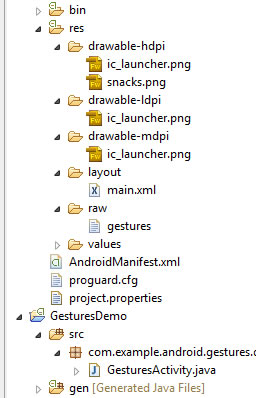 bin
res
drawable-hdpi
ic_launcher.png
snacks.png
drawable-ldpi
ic_launcher.png
drawable-mdpi
ic_launcher.png
layout
main.xml
raw
gestures
values
AndroidManifest.xml
proguard.cfg
project.properties
GesturesDemo
src
com.example.android.gestures.
GesturesActivity.java
gen [Generated Java Files]